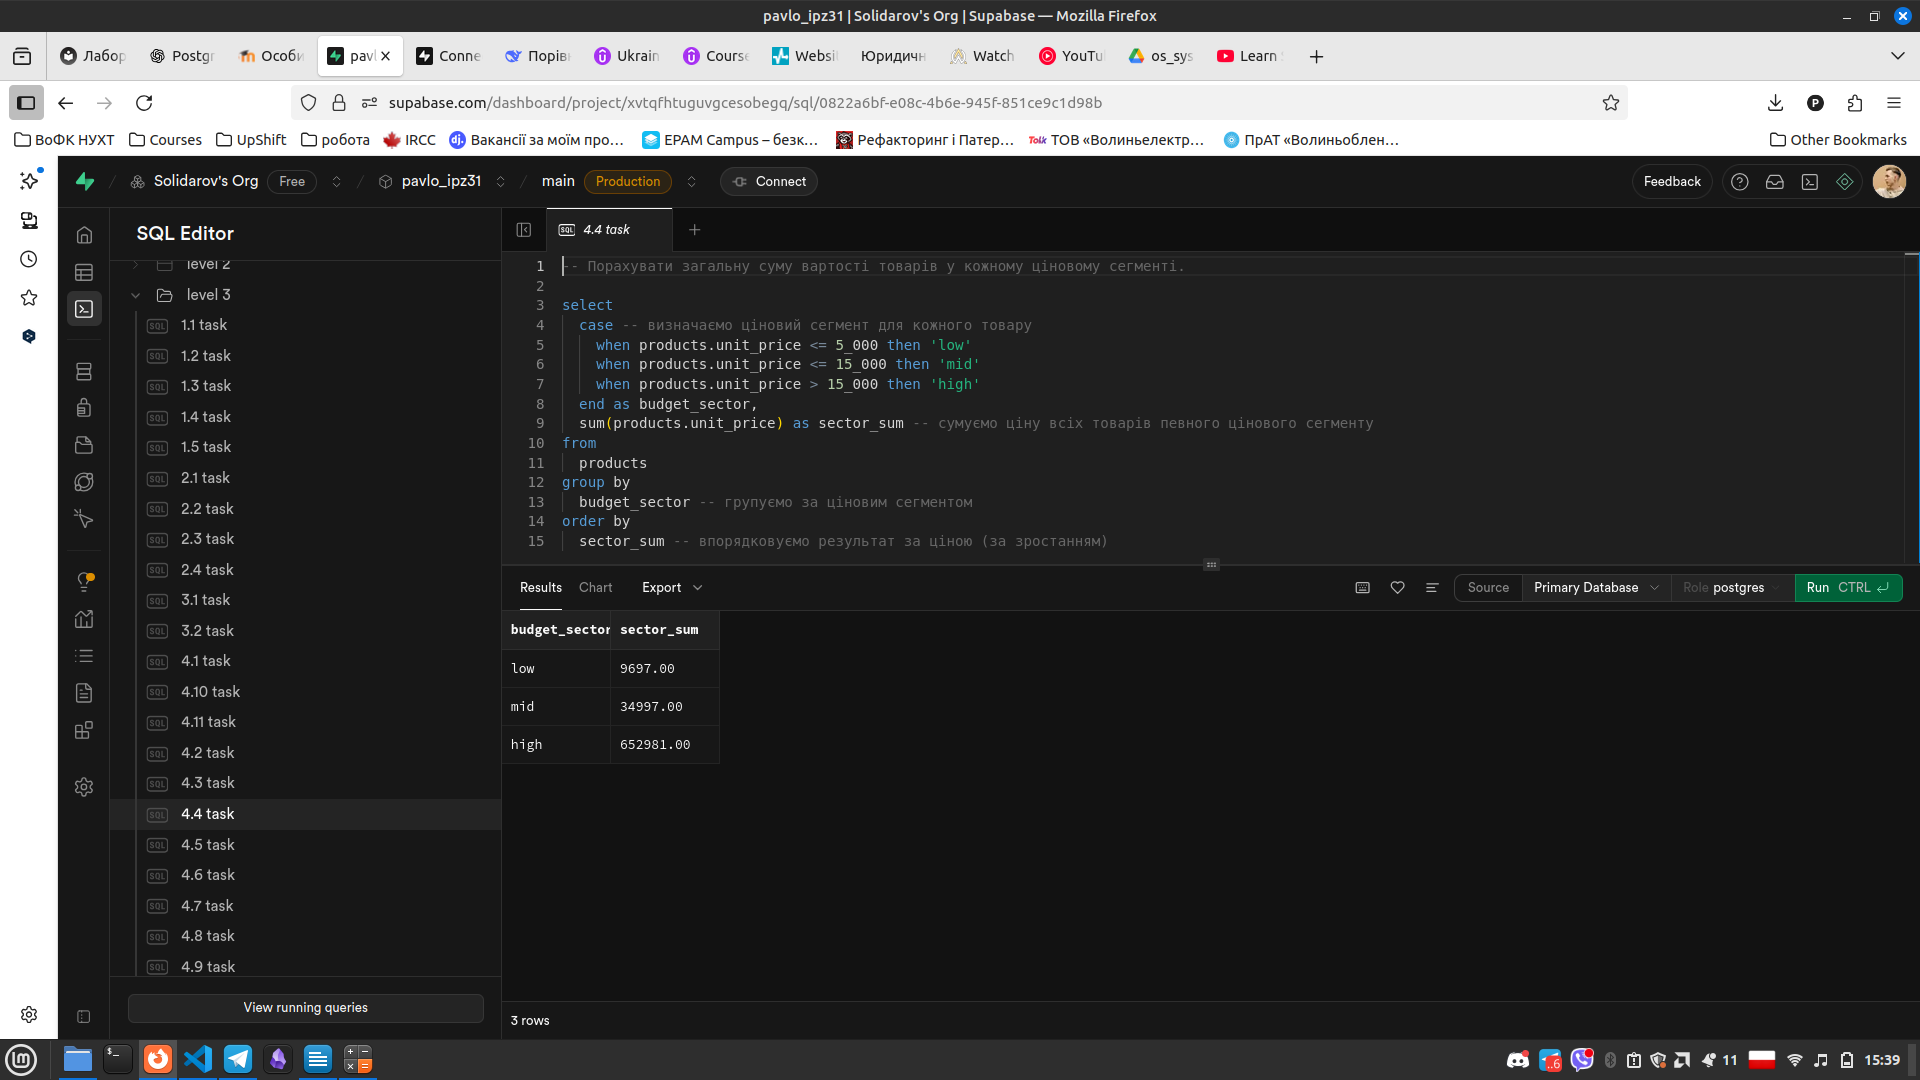 pavlo_ipz31 | Solidarov's Org | Supabase — Mozilla Firefox
Лабор
Postgr
Особи
pavl
Conne
Порівн
Ukrain
Course
Websit
Юридичн
Watch
YouTu
os_sys
Learn
supabase.com/dashboard/project/xvtqfhtuguvgcesobegq/sql/0822a6bf-e08c-4b6e-945f-851ce9c1d98b
ВоФК НУХТ
Courses
UpShift
робота
IRCC
Вакансії за моїм про…
EPAM Campus – безк…
Рефакторинг і Патер…
ТОВ «Волиньелектр…
ПрАТ «Волиньоблен…
Other Bookmarks
Solidarov's Org Free
pavlo_ipz31
main Production
Connect
Feedback
SQL Editor
level 2
level 3
1.1 task
1.2 task
1.3 task
1.4 task
1.5 task
2.1 task
2.2 task
2.3 task
2.4 task
3.1 task
3.2 task
4.1 task
4.10 task
4.11 task
4.2 task
4.3 task
4.4 task
4.5 task
4.6 task
4.7 task
4.8 task
4.9 task
View running queries
4.4 task
1 -- Порахувати загальну суму вартості товарів у кожному ціновому сегменті.
2
3 select
4 case -- визначаємо ціновий сегмент для кожного товару
5 when products.unit_price <= 5_000 then 'low'
6 when products.unit_price <= 15_000 then 'mid'
7 when products.unit_price > 15_000 then 'high'
8 end as budget_sector,
9 sum(products.unit_price) as sector_sum -- сумуємо ціну всіх товарів певного цінового сегменту
10 from
11 products
12 group by
13 budget_sector -- групуємо за ціновим сегментом
14 order by
15 sector_sum -- впорядковуємо результат за ціною (за зростанням)
Results Chart Export
Source Primary Database Role postgres Run CTRL
budget_sector sector_sum
low 9697.00
mid 34997.00
high 652981.00
3 rows
11
15:39